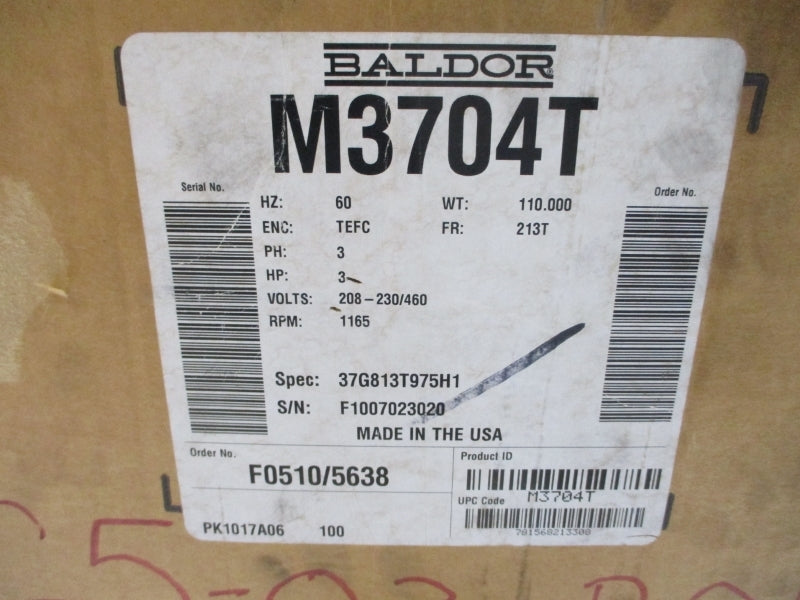 BALDOR
M3704T
Serial No.
Order No.
HZ: 60 WT: 110.000
ENC: TEFC FR: 213T
PH: 3
HP: 3
VOLTS: 208-230/460
RPM: 1165
Spec: 37G813T975H1
S/N: F1007023020
MADE IN THE USA
Order No.
F0510/5638
Product ID
M3704T
UPC Code
781568213308
PK1017A06 100